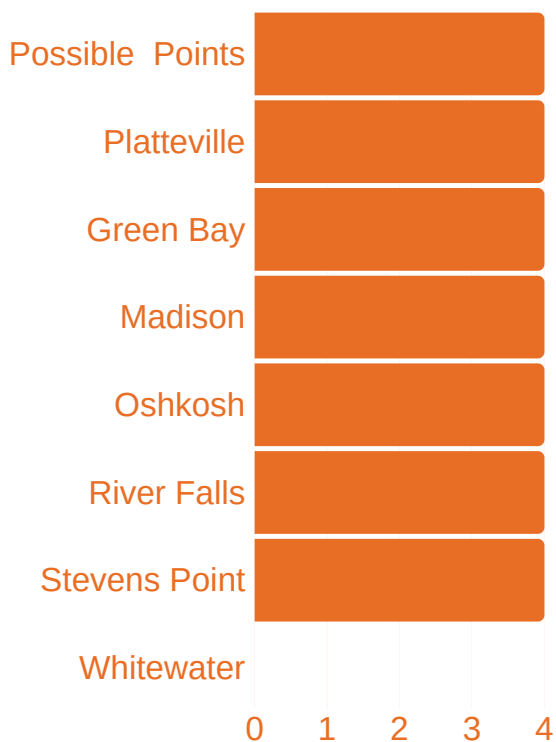 Possible  Points
Platteville
Green Bay
Madison
Oshkosh
River Falls
Stevens Point
Whitewater
0 1 2 3 4